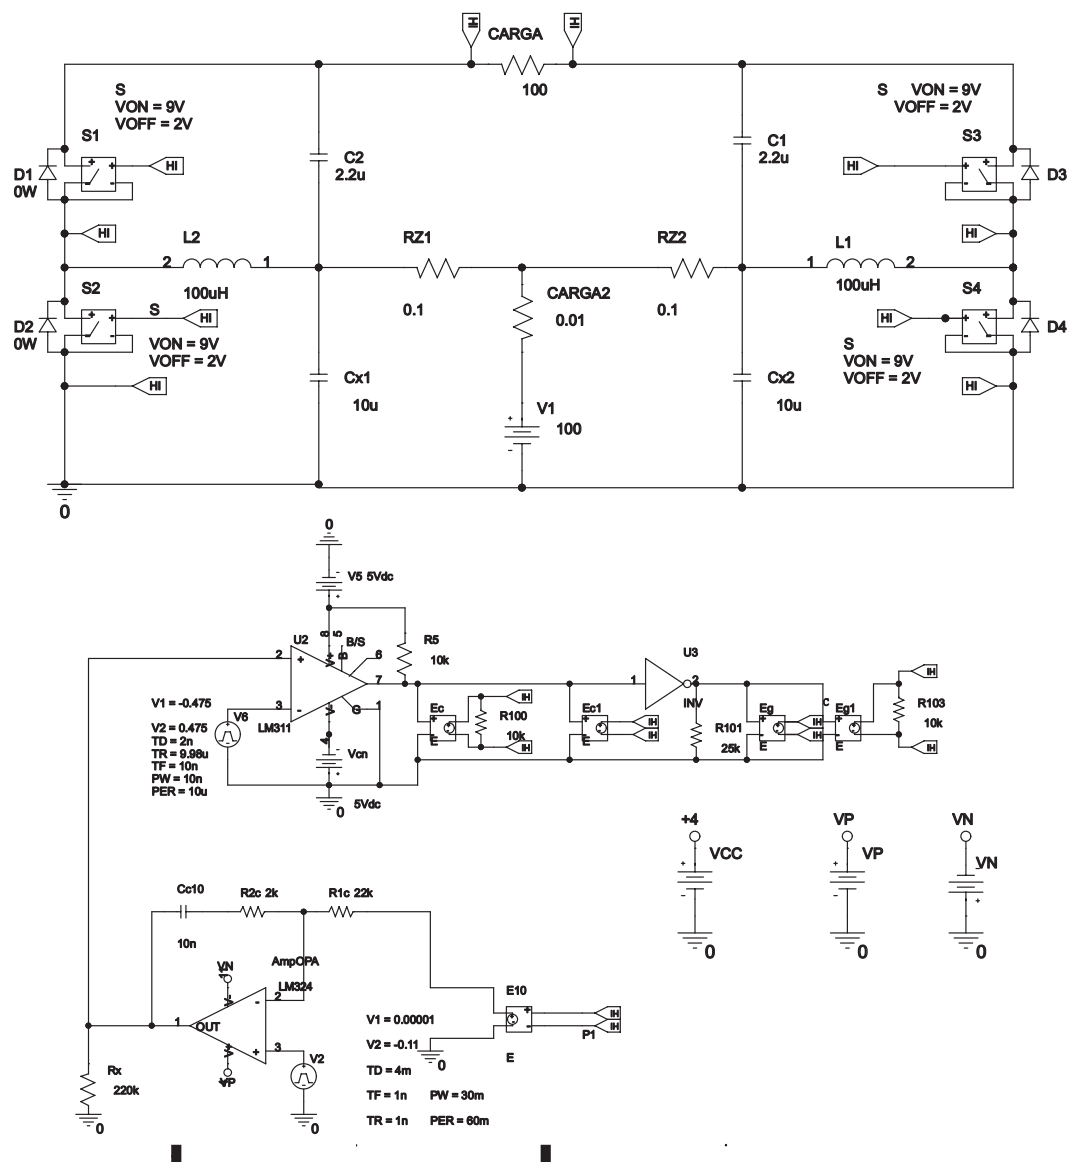 IH
IH
CARGA
100
S
VON = 9V
VOFF = 2V
S1
HI
D1
0W
HI
C2
2.2u
C1
2.2u
S VON = 9V
VOFF = 2V
S3
HI
D3
HI
L2
2 1
100uH
RZ1
0.1
RZ2
0.1
L1
1 2
100uH
S2
S
HI
D2
0W
VON = 9V
VOFF = 2V
HI
CARGA2
0.01
S4
HI
D4
S
VON = 9V
VOFF = 2V
HI
Cx1
10u
V1
100
Cx2
10u
0
0
V5 5Vdc
U2
8 5
B/S
V+
B
6
2
3
7
G
1
V-
4
LM311
R5
10k
V1 = -0.475
V2 = 0.475
TD = 2n
TR = 9.98u
TF = 10n
PW = 10n
PER = 10u
V6
Vcn
5Vdc
0
Ec
E
R100
10k
IH
IH
Ec1
E
IH
IH
U3
1 2
INV
R101
25k
Eg
E
IH
IH
C
Eg1
E
R103
10k
IH
IH
+4
VCC
0
VP
VP
0
VN
VN
0
Cc10
10n
R2c 2k
R1c 22k
AmpOPA
LM324
VN
V-
2
1
OUT
V+
3
VP
V2
0
Rx
220k
0
V1 = 0.00001
V2 = -0.11
TD = 4m
TF = 1n PW = 30m
TR = 1n PER = 60m
0
E10
E
P1
IH
IH